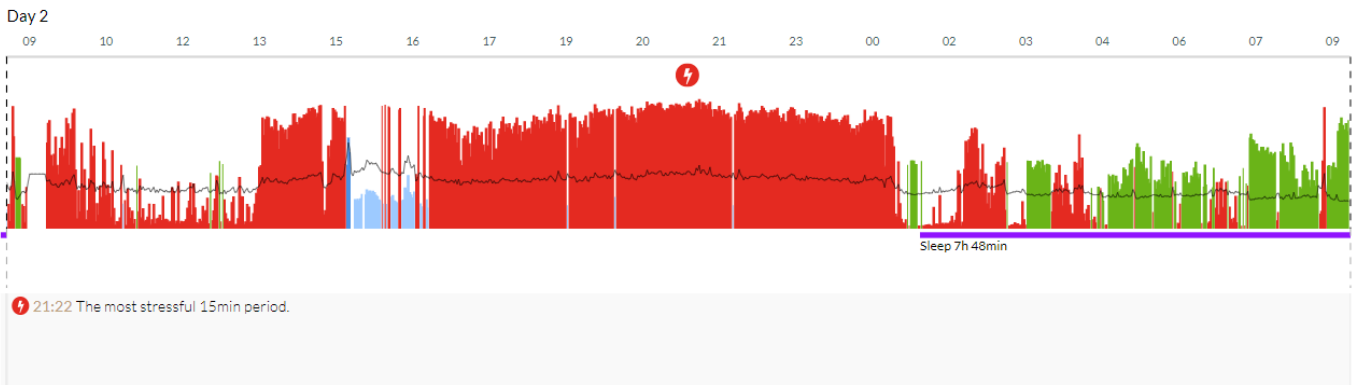 Day 2
09 10 12 13 15 16 17 19 20 21 23 00 02 03 04 06 07 09
Sleep 7h 48min
21:22 The most stressful 15min period.